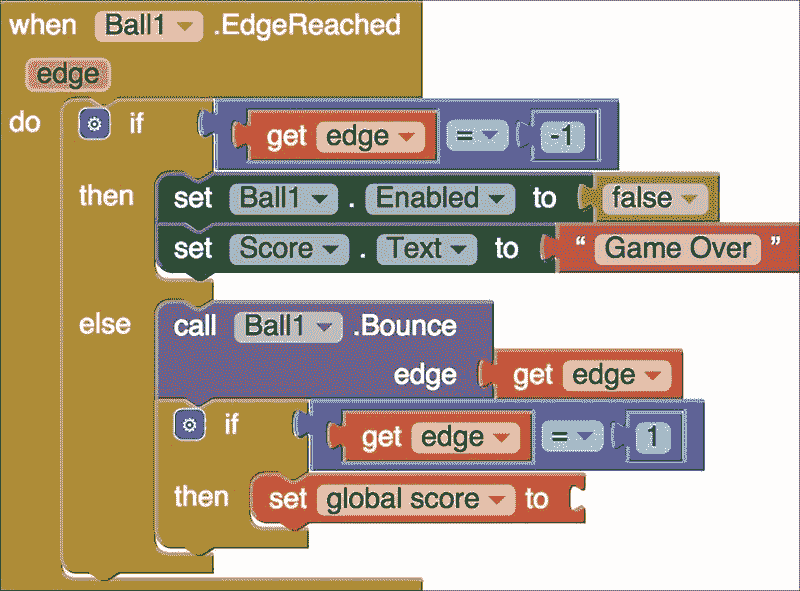 when Ball1 .EdgeReached
edge
do if get edge = -1
then set Ball1 . Enabled to false
set Score . Text to “ Game Over ”
else call Ball1 .Bounce
edge get edge
if get edge = 1
then set global score to